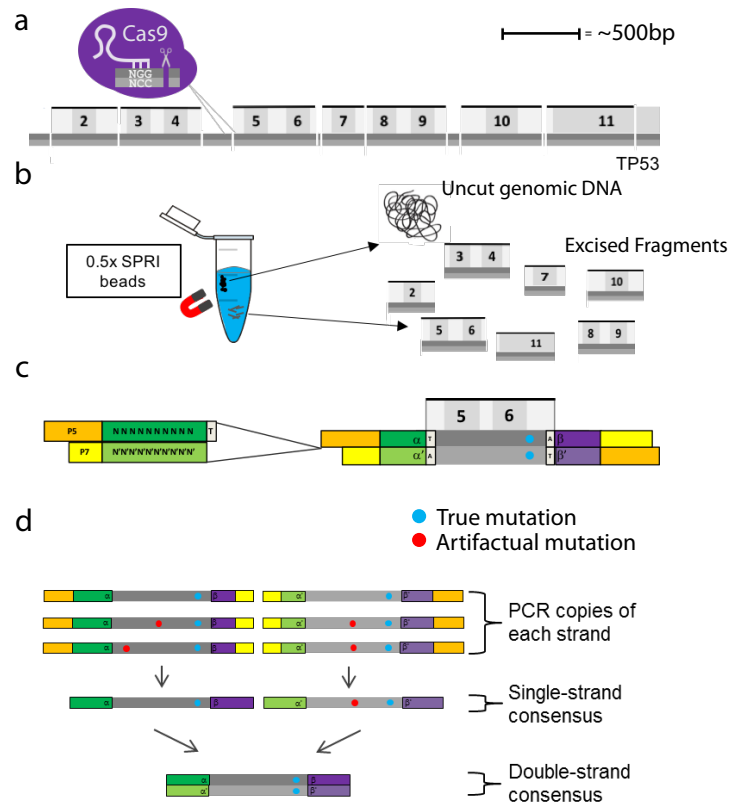 a
Cas9
NGG
NCC
= ~500bp
2 3 4 5 6 7 8 9 10 11
TP53
b
Uncut genomic DNA
0.5x SPRI
beads
Excised Fragments
3 4
7
10
2
5 6
11
8 9
c
5 6
P5 N N N N N N N N N N T
P7 N'N'N'N'N'N'N'N'N'N'
α T A β
α' A T β'
d
True mutation
Artifactual mutation
α β α' β'
α β α' β'
α β α' β'
PCR copies of
each strand
α β α' β'
Single-strand
consensus
α β
α' β'
Double-strand
consensus